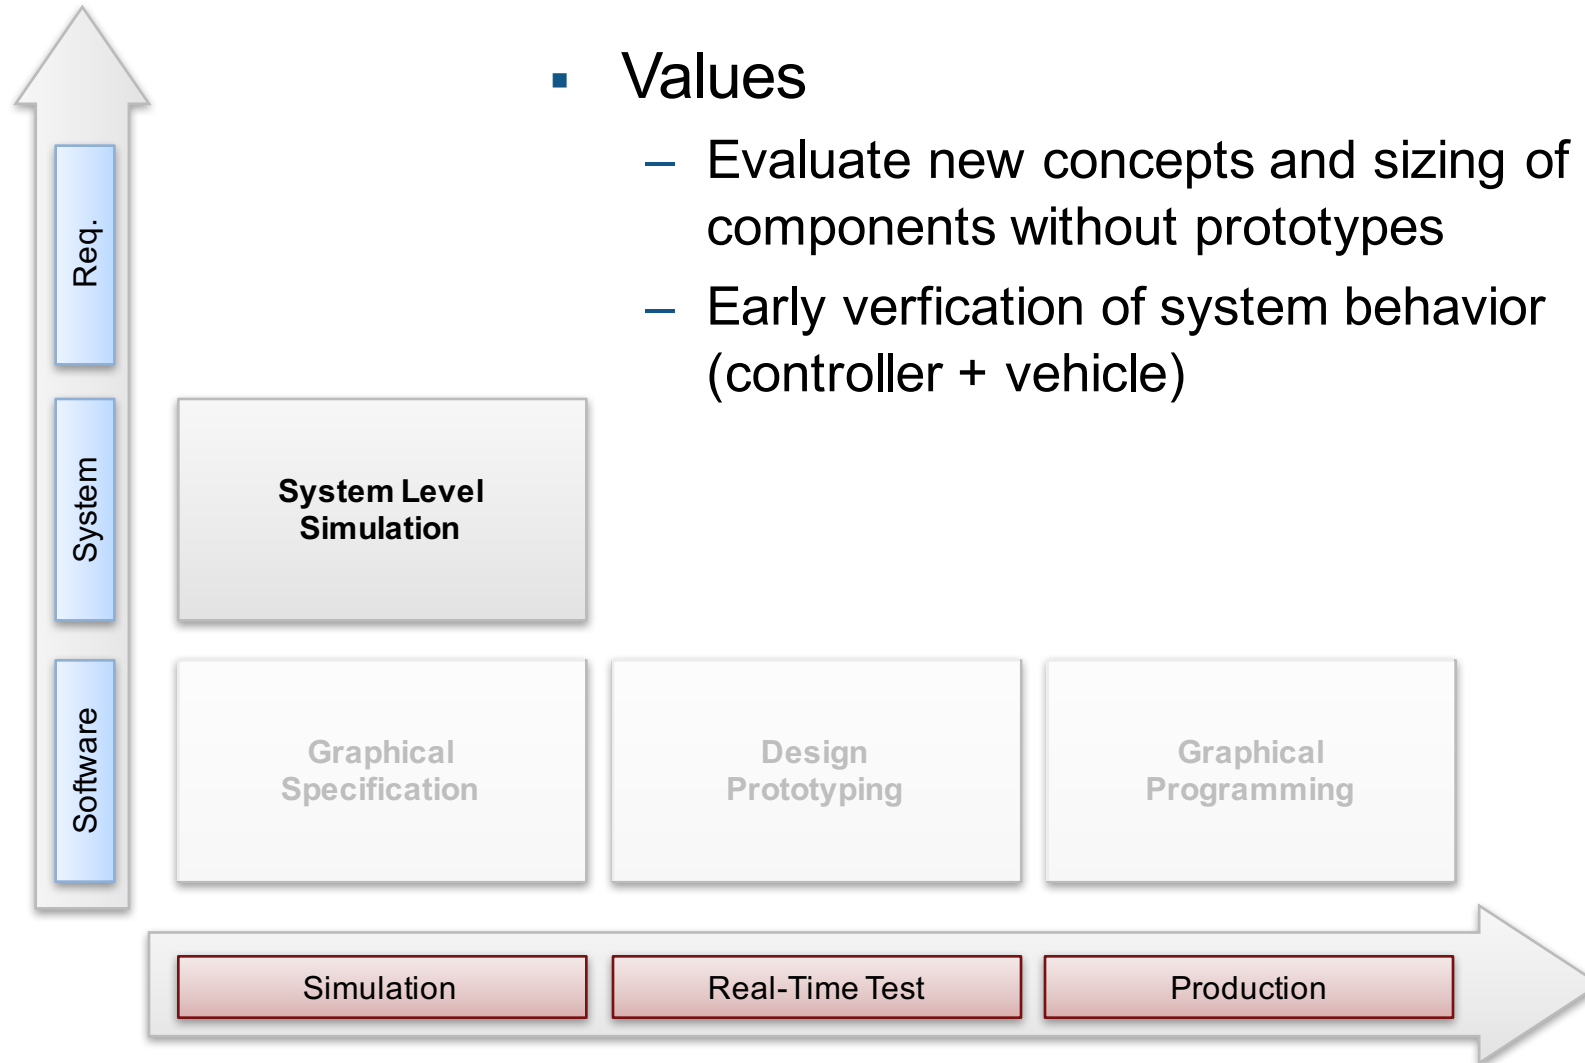 Values
– Evaluate new concepts and sizing of
components without prototypes
– Early verfication of system behavior
(controller + vehicle)
Req.
System
Software
System Level
Simulation
Graphical
Specification
Design
Prototyping
Graphical
Programming
Simulation
Real-Time Test
Production